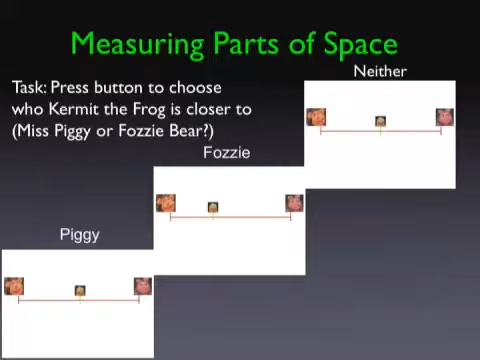 Measuring Parts of Space
Neither
Task: Press button to choose
who Kermit the Frog is closer to
(Miss Piggy or Fozzie Bear?)
Fozzie
Piggy